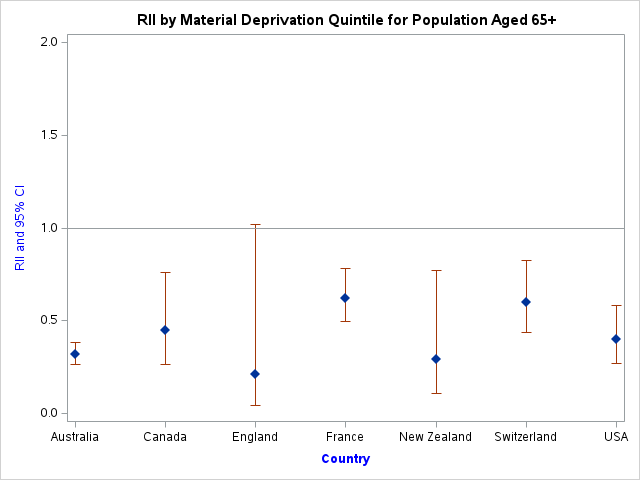 RII by Material Deprivation Quintile for Population Aged 65+
2.0
1.5
1.0
0.5
0.0
RII and 95% CI
Australia Canada England France New Zealand Switzerland USA
Country